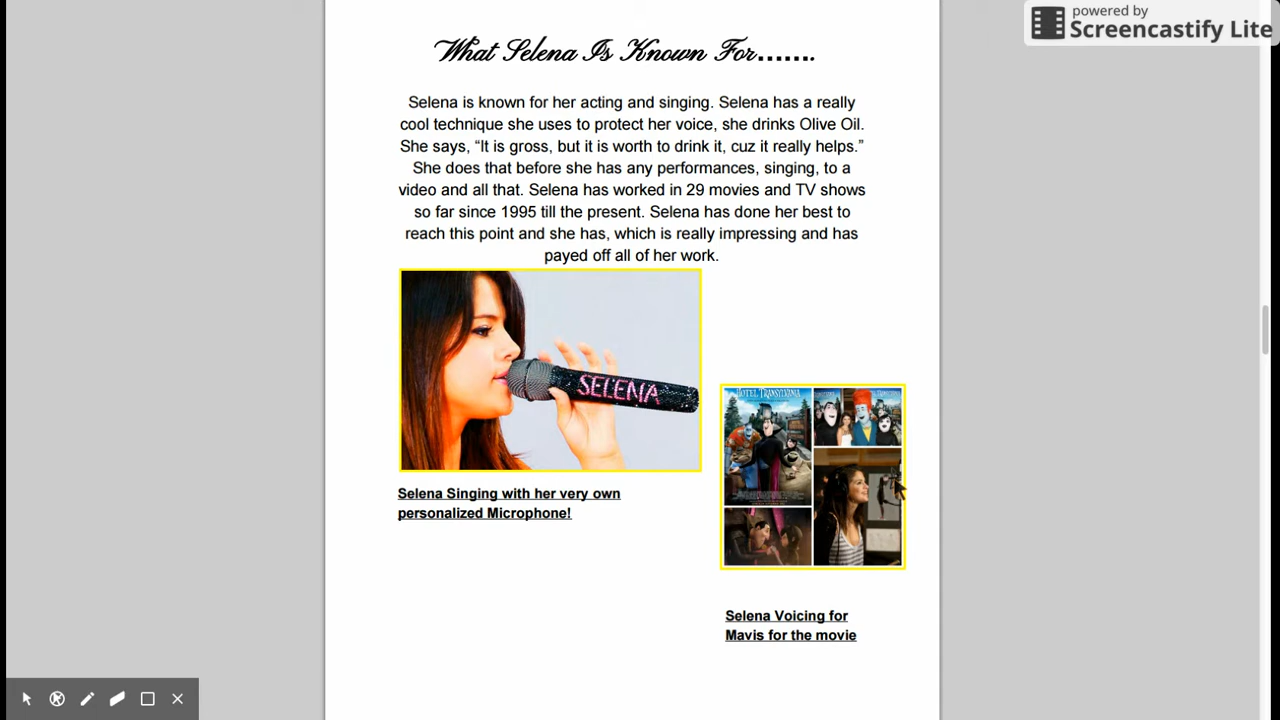 powered by
Screencastify Lite
What Selena Is Known For.......
Selena is known for her acting and singing. Selena has a really
cool technique she uses to protect her voice, she drinks Olive Oil.
She says, “It is gross, but it is worth to drink it, cuz it really helps.”
She does that before she has any performances, singing, to a
video and all that. Selena has worked in 29 movies and TV shows
so far since 1995 till the present. Selena has done her best to
reach this point and she has, which is really impressing and has
payed off all of her work.
SELENA
HOTEL TRANSYLVANIA
Selena Singing with her very own
personalized Microphone!
Selena Voicing for
Mavis for the movie